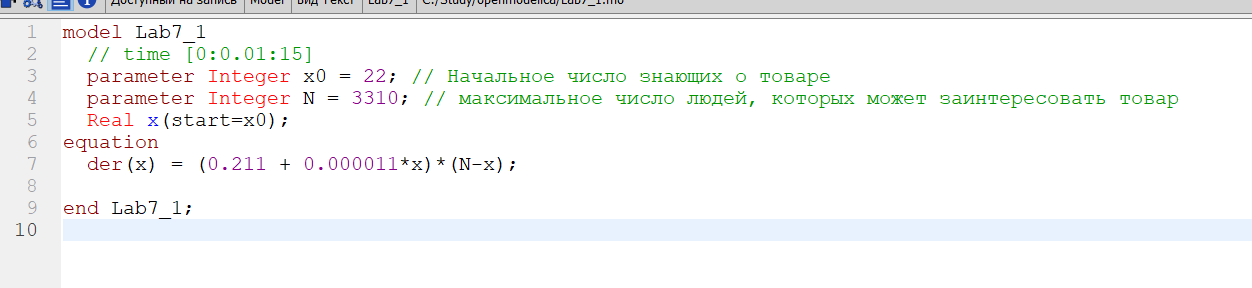 Доступный на запись Model Вид Текст Lab7_1 C:/Study/openmodelica/Lab7_1.mo
1 model Lab7_1
2 // time [0:0.01:15]
3 parameter Integer x0 = 22; // Начальное число знающих о товаре
4 parameter Integer N = 3310; // максимальное число людей, которых может заинтересовать товар
5 Real x(start=x0);
6 equation
7 der(x) = (0.211 + 0.000011*x)*(N-x);
8
9 end Lab7_1;
10